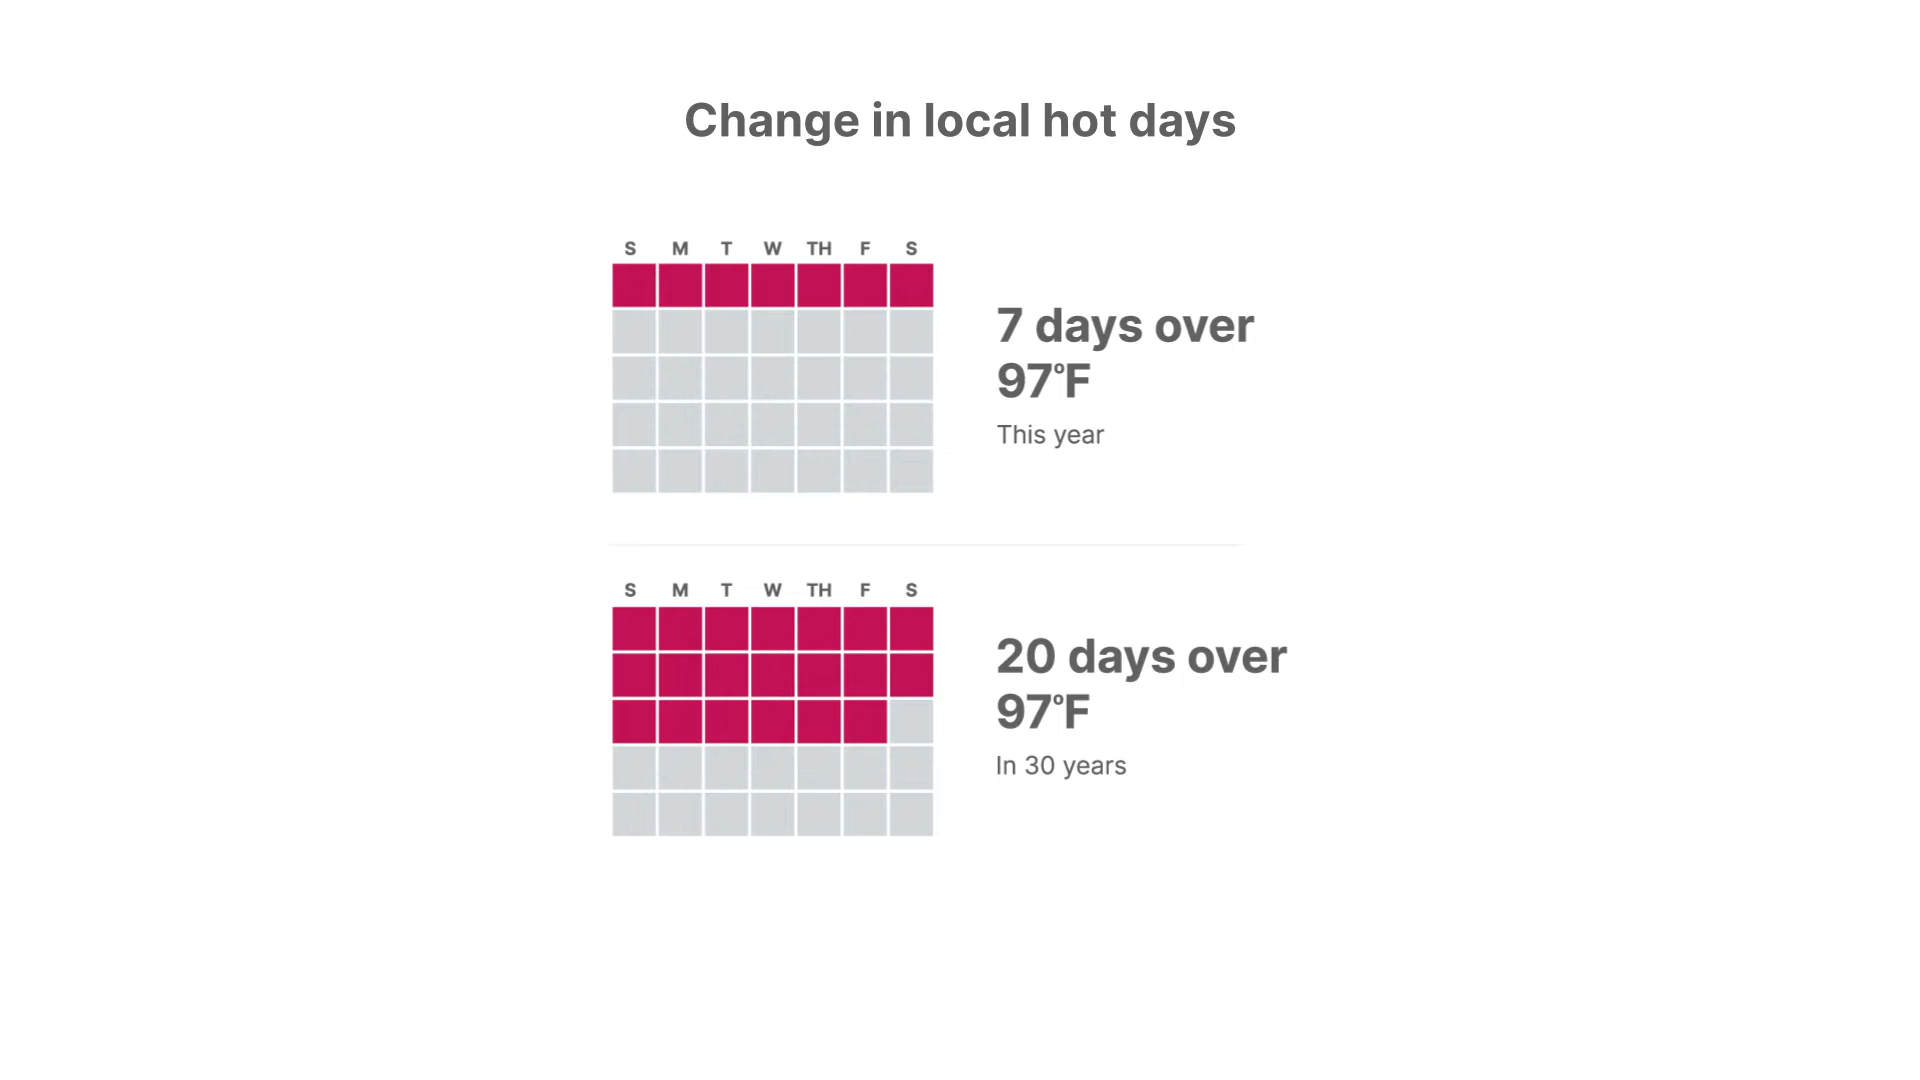 Change in local hot days
S M T W TH F S
7 days over
97°F
This year
S M T W TH F S
20 days over
97°F
In 30 years